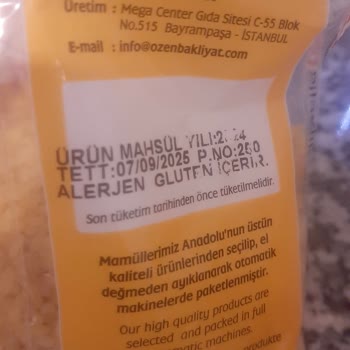 Üretim : Mega Center Gıda Sitesi C-55 Blok
No.515 Bayrampaşa - İSTANBUL
E-mail : info@ozenbakliyat.com
ÜRÜN MAHSÜL YILI:2024
TETT:07/09/2025 P.NO:250
ALERJEN GLUTEN İÇERİR.
Son tüketim tarihinden önce tüketilmelidir.
Mamüllerimiz Anadolu'nun üstün
kaliteli ürünlerinden seçilip, el
değmeden ayıklanarak otomatik
makinelerde paketlenmiştir.
Our high quality products are
selected and packed in full
machines.